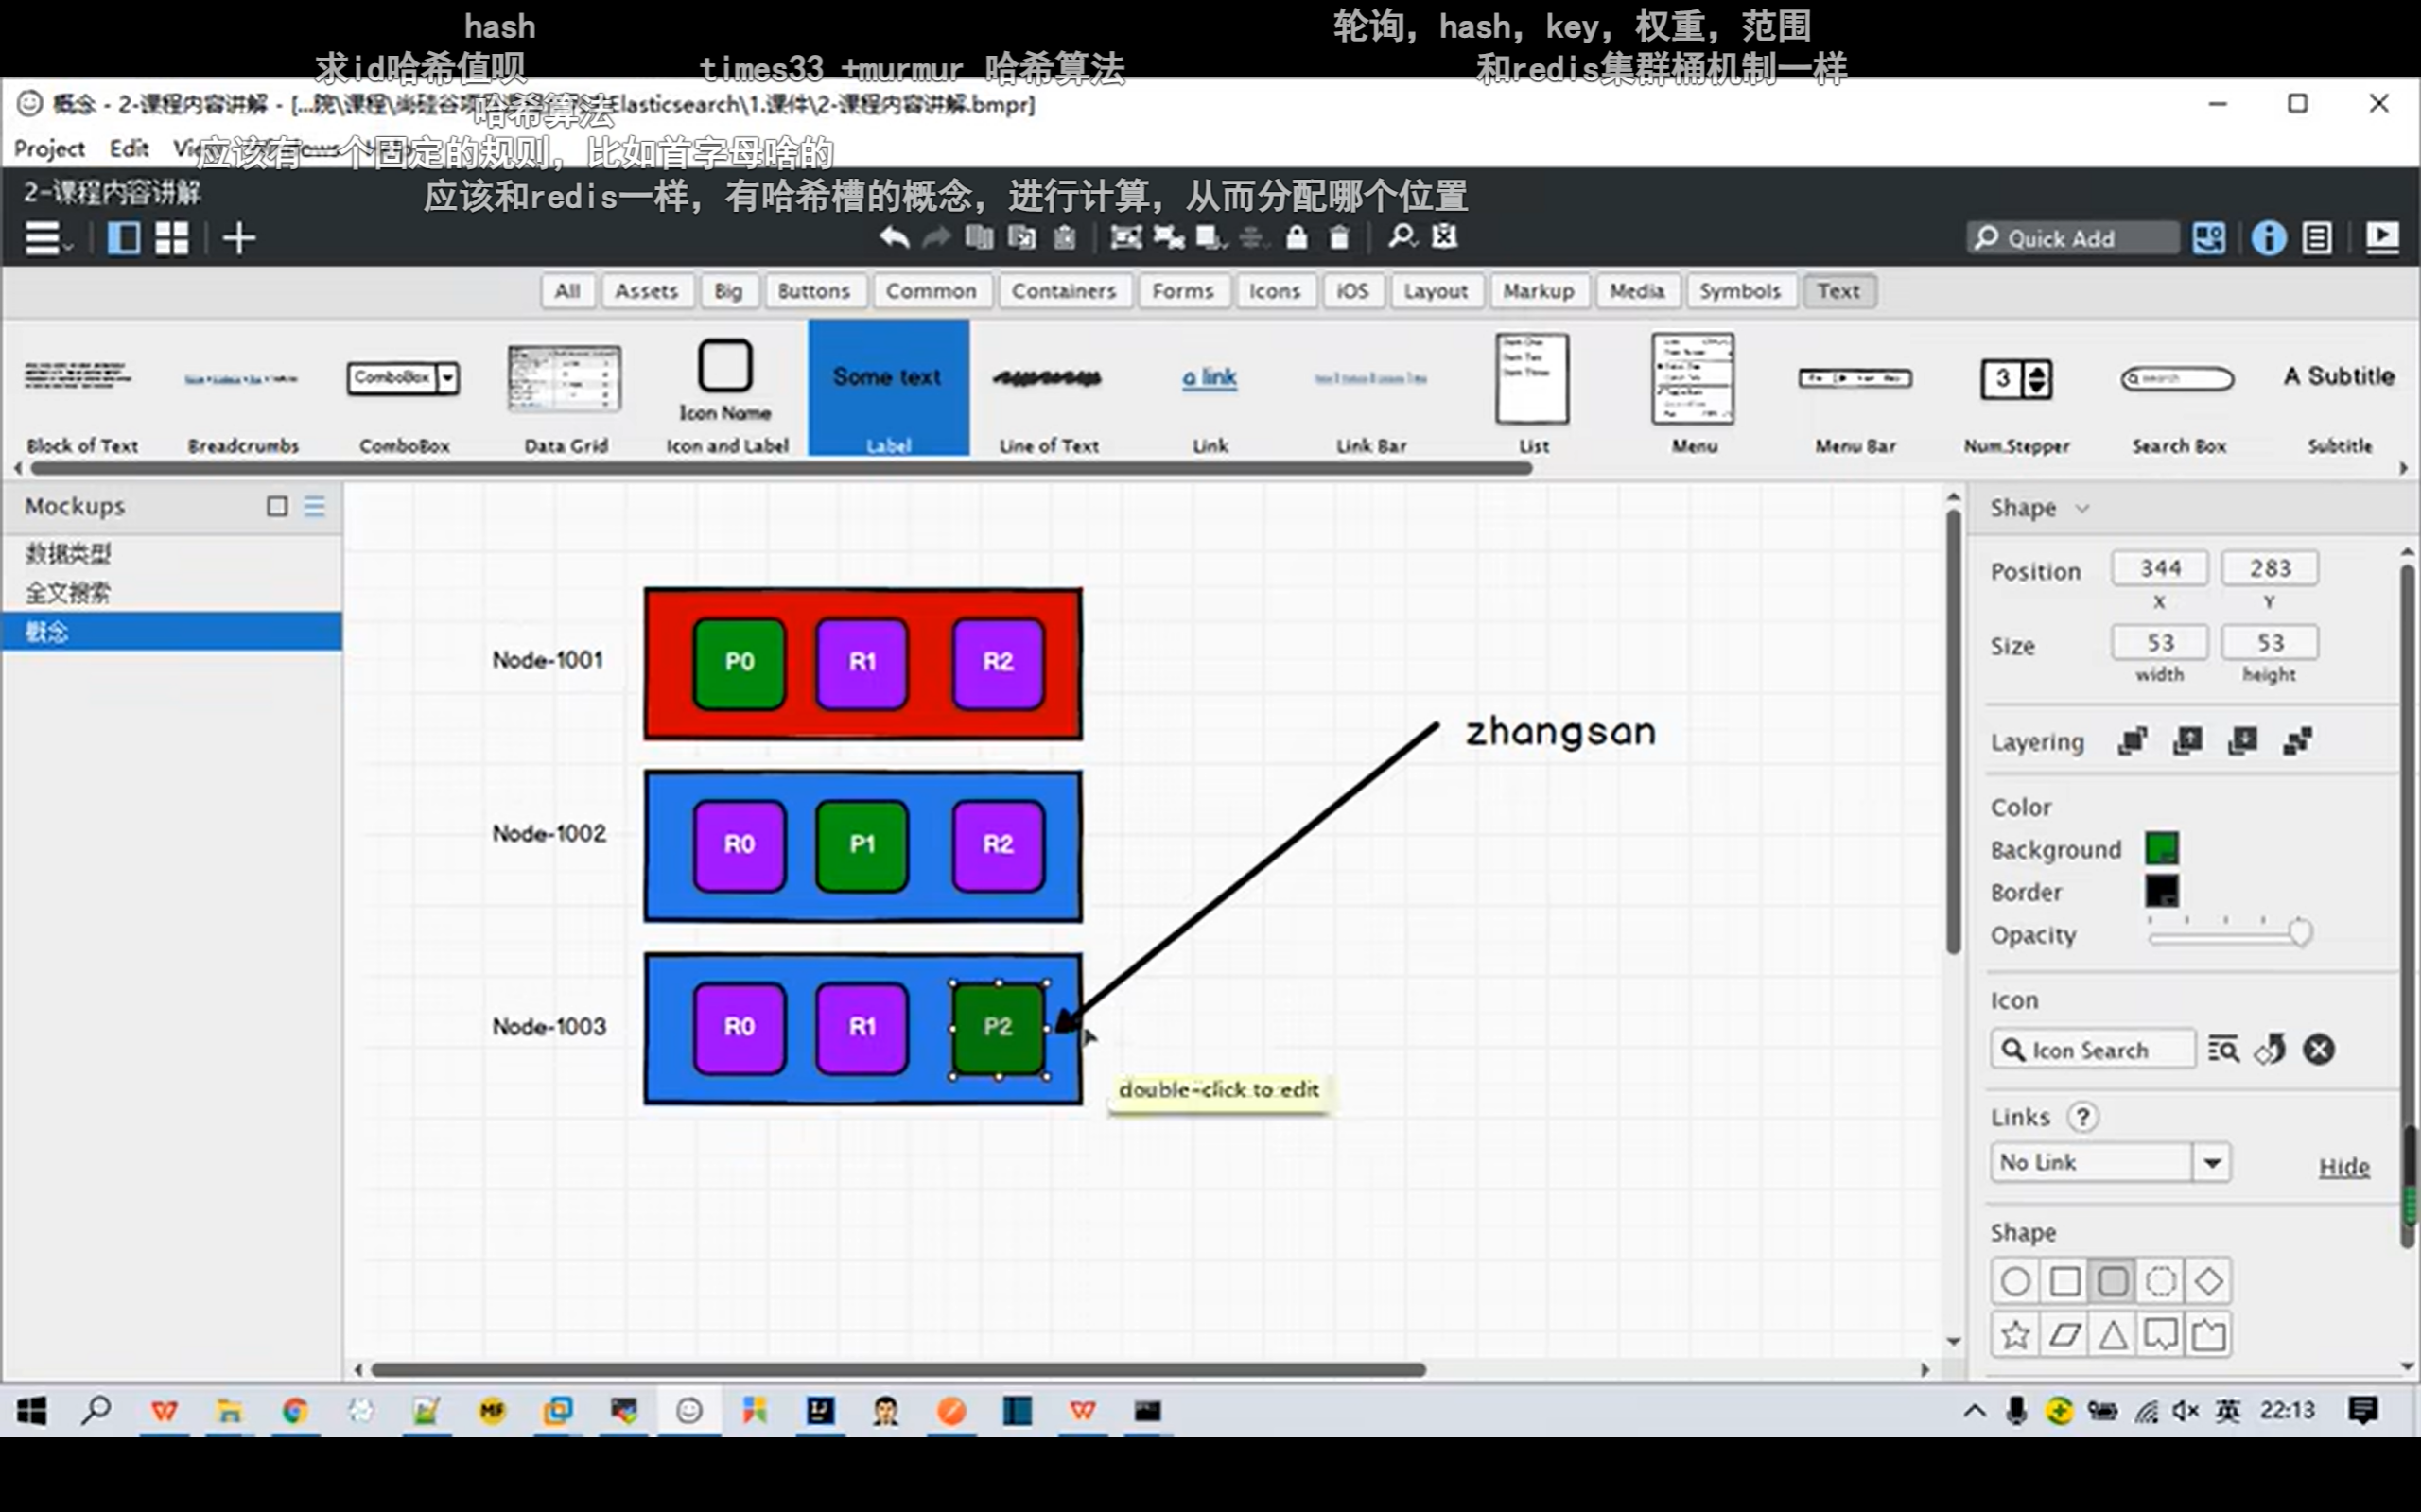 hash
轮询，hash，key，权重，范围
求id哈希值呗
times33 +murmur 哈希算法
和redis集群桶机制一样
概念 - 2-课程内容讲解 - [...院\课程\尚硅谷项
Elasticsearch\1.课件\2-课程内容讲解.bmpr]
哈希算法
Project Edit
应该有一个固定的规则，比如首字母啥的
2-课程内容讲解
应该和redis一样，有哈希槽的概念，进行计算，从而分配哪个位置
Quick Add
All Assets Big Buttons Common Containers Forms Icons iOS Layout Markup Media Symbols Text
ComboBox
Some text
a link
3
search
A Subtitle
Icon Name
Block of Text Breadcrumbs ComboBox Data Grid Icon and Label Label Line of Text Link Link Bar List Menu Menu Bar Num.Stepper Search Box Subtitle
Mockups
数据类型
全文搜索
概念
Node-1001 P0 R1 R2
zhangsan
Node-1002 R0 P1 R2
Node-1003 R0 R1 P2
double-click to edit
Shape
Position 344 283
X Y
Size 53 53
width height
Layering
Color
Background
Border
Opacity
Icon
Icon Search
Links ?
No Link Hide
Shape
英 22:13